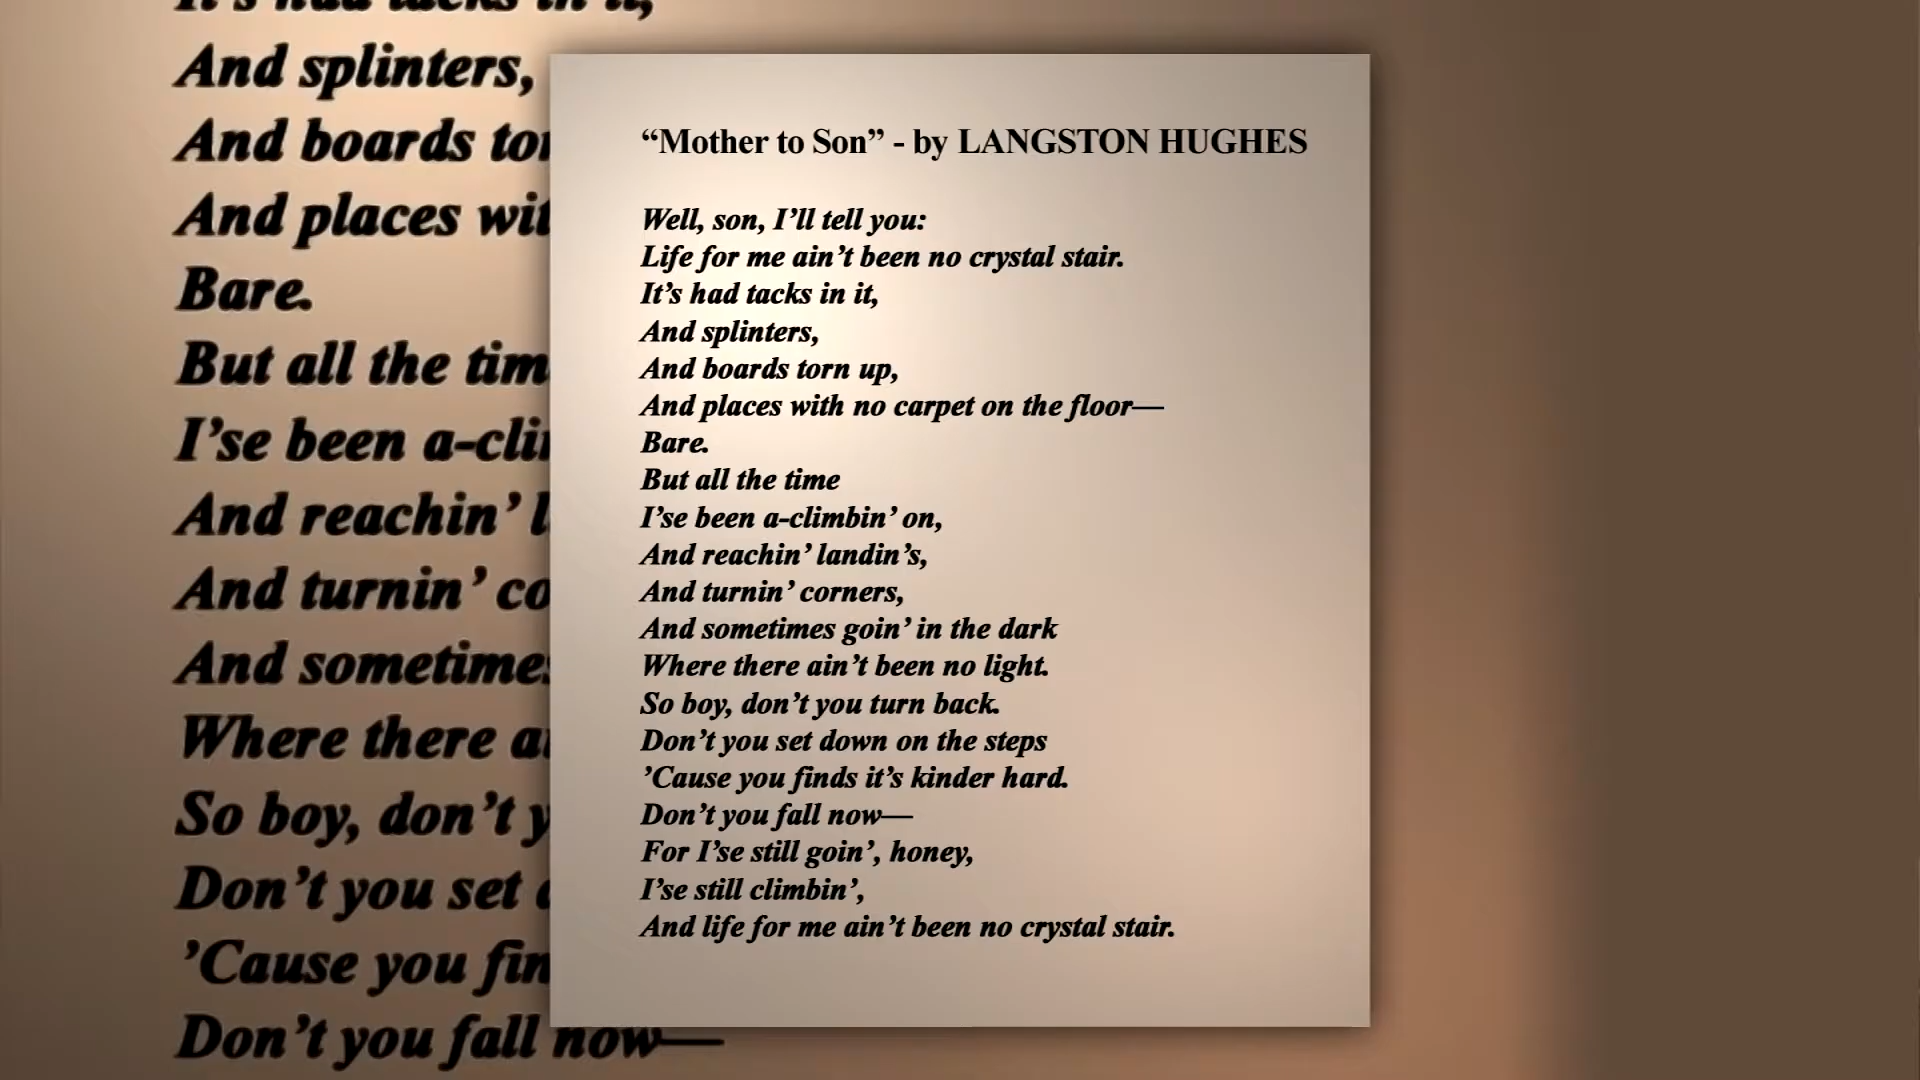 “Mother to Son” - by LANGSTON HUGHES
Well, son, I’ll tell you:
Life for me ain’t been no crystal stair.
It’s had tacks in it,
And splinters,
And boards torn up,
And places with no carpet on the floor—
Bare.
But all the time
I’se been a-climbin’ on,
And reachin’ landin’s,
And turnin’ corners,
And sometimes goin’ in the dark
Where there ain’t been no light.
So boy, don’t you turn back.
Don’t you set down on the steps
’Cause you finds it’s kinder hard.
Don’t you fall now—
For I’se still goin’, honey,
I’se still climbin’,
And life for me ain’t been no crystal stair.
It’s had tacks in it,
And splinters,
And boards
And places
Bare.
But all the
I’se been
And reachin’
And turnin’
And
Where there
So boy, don’t
Don’t you set
’Cause you
Don’t you fall now—